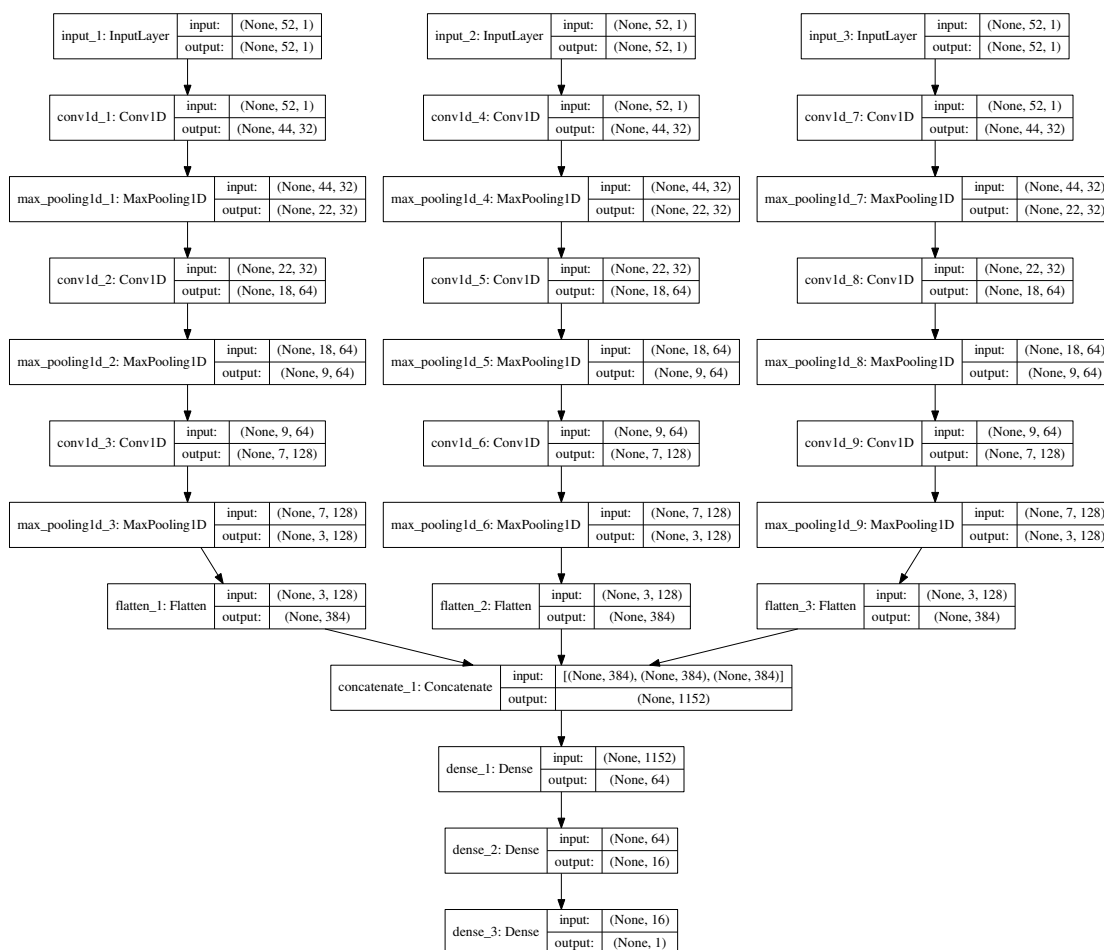 input_1: InputLayer input: (None, 52, 1) output: (None, 52, 1)
input_2: InputLayer input: (None, 52, 1) output: (None, 52, 1)
input_3: InputLayer input: (None, 52, 1) output: (None, 52, 1)
conv1d_1: Conv1D input: (None, 52, 1) output: (None, 44, 32)
conv1d_4: Conv1D input: (None, 52, 1) output: (None, 44, 32)
conv1d_7: Conv1D input: (None, 52, 1) output: (None, 44, 32)
max_pooling1d_1: MaxPooling1D input: (None, 44, 32) output: (None, 22, 32)
max_pooling1d_4: MaxPooling1D input: (None, 44, 32) output: (None, 22, 32)
max_pooling1d_7: MaxPooling1D input: (None, 44, 32) output: (None, 22, 32)
conv1d_2: Conv1D input: (None, 22, 32) output: (None, 18, 64)
conv1d_5: Conv1D input: (None, 22, 32) output: (None, 18, 64)
conv1d_8: Conv1D input: (None, 22, 32) output: (None, 18, 64)
max_pooling1d_2: MaxPooling1D input: (None, 18, 64) output: (None, 9, 64)
max_pooling1d_5: MaxPooling1D input: (None, 18, 64) output: (None, 9, 64)
max_pooling1d_8: MaxPooling1D input: (None, 18, 64) output: (None, 9, 64)
conv1d_3: Conv1D input: (None, 9, 64) output: (None, 7, 128)
conv1d_6: Conv1D input: (None, 9, 64) output: (None, 7, 128)
conv1d_9: Conv1D input: (None, 9, 64) output: (None, 7, 128)
max_pooling1d_3: MaxPooling1D input: (None, 7, 128) output: (None, 3, 128)
max_pooling1d_6: MaxPooling1D input: (None, 7, 128) output: (None, 3, 128)
max_pooling1d_9: MaxPooling1D input: (None, 7, 128) output: (None, 3, 128)
flatten_1: Flatten input: (None, 3, 128) output: (None, 384)
flatten_2: Flatten input: (None, 3, 128) output: (None, 384)
flatten_3: Flatten input: (None, 3, 128) output: (None, 384)
concatenate_1: Concatenate input: [(None, 384), (None, 384), (None, 384)] output: (None, 1152)
dense_1: Dense input: (None, 1152) output: (None, 64)
dense_2: Dense input: (None, 64) output: (None, 16)
dense_3: Dense input: (None, 16) output: (None, 1)